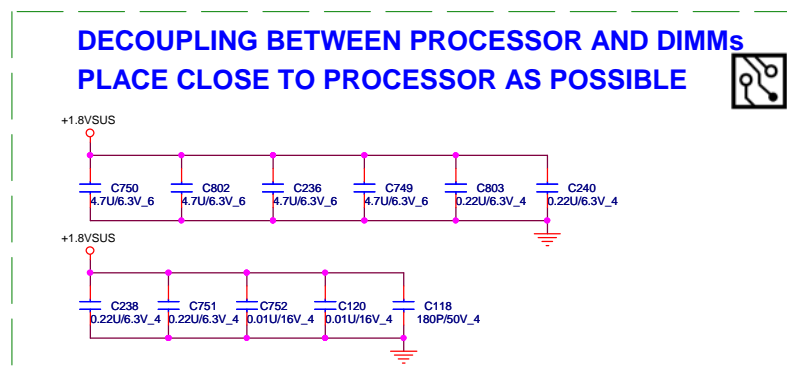 DECOUPLING BETWEEN PROCESSOR AND DIMMs
PLACE CLOSE TO PROCESSOR AS POSSIBLE
+1.8VSUS
C750 C802 C236 C749 C803 C240
4.7U/6.3V_6 4.7U/6.3V_6 4.7U/6.3V_6 4.7U/6.3V_6 0.22U/6.3V_4 0.22U/6.3V_4
+1.8VSUS
C238 C751 C752 C120 C118
0.22U/6.3V_4 0.22U/6.3V_4 0.01U/16V_4 0.01U/16V_4 180P/50V_4